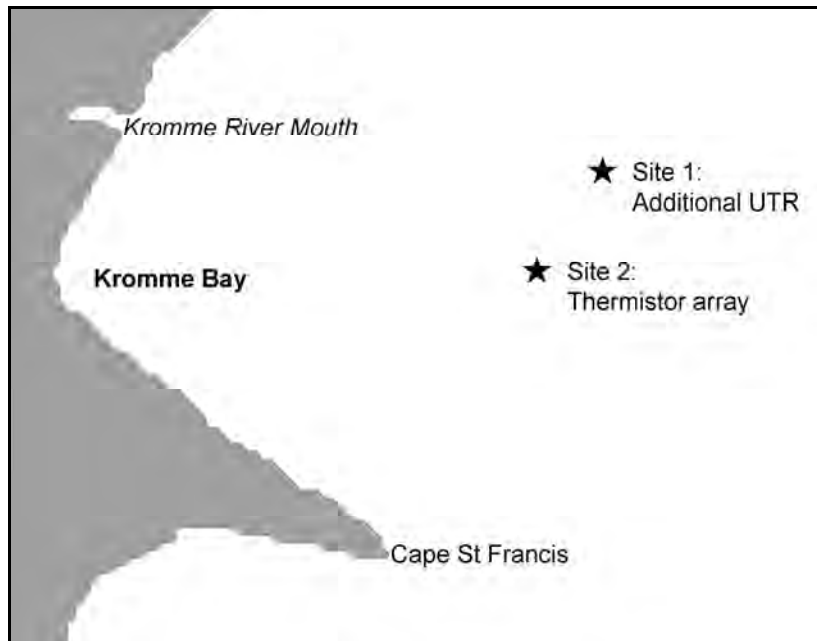 Kromme River Mouth
Site 1:
Additional UTR
Site 2:
Thermistor array
Kromme Bay
Cape St Francis